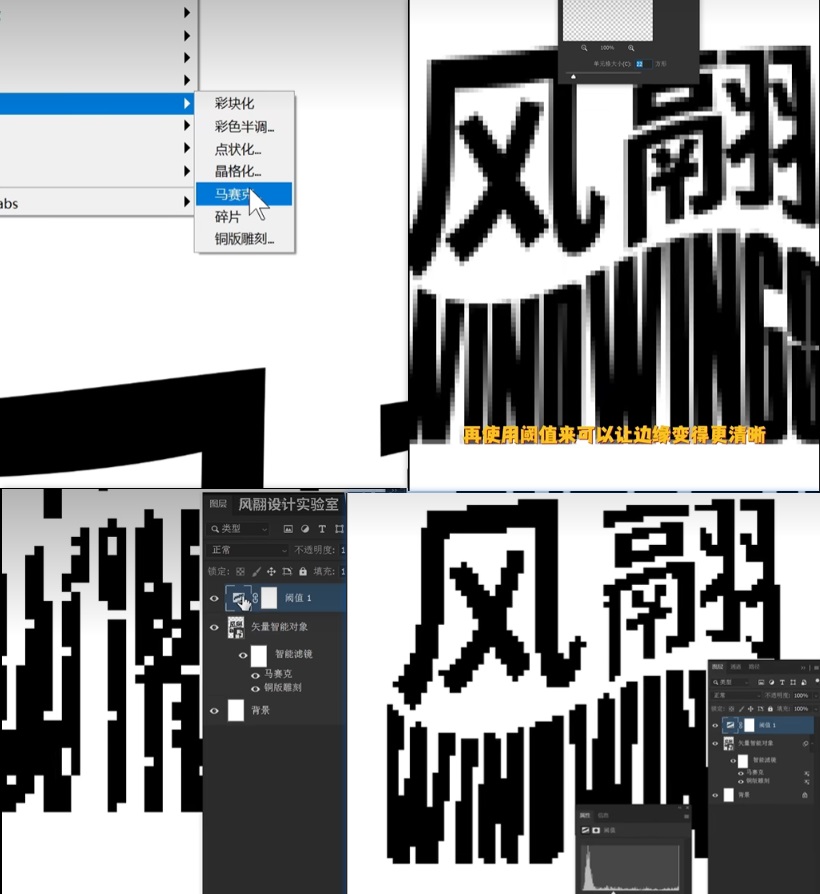 abs
彩块化
彩色半调...
点状化...
晶格化...
马赛克
碎片
铜版雕刻...
100%
单元格大小(C) 22 方形
风翮
WIND WINGS
再使用阈值来可以让边缘变得更清晰
图层 风翮设计实验室
类型
正常 不透明度: 1
锁定: 填充: 1
阈值 1
矢量智能对象
智能滤镜
马赛克
铜版雕刻
背景
风翮
WINDWIN
图层 通道 路径
类型
正常 不透明度: 100%
锁定: 填充: 100%
阈值 1
矢量智能对象
智能滤镜
马赛克
铜版雕刻
背景
属性 信息
阈值